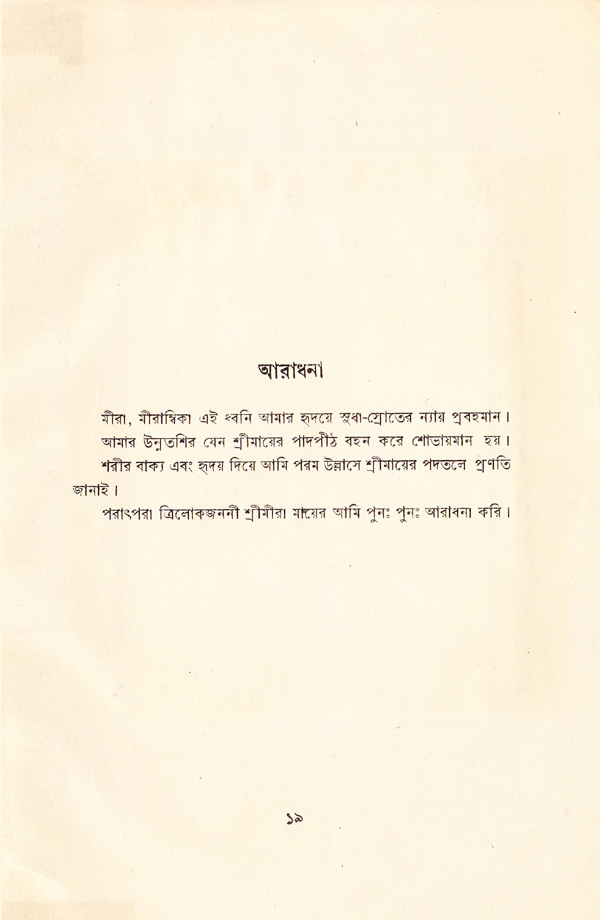 আরাধনা
মীরা, মীরাম্বিকা এই ধ্বনি আমার হৃদয়ে সুধা-স্রোতের ন্যায় প্রবহমান।
আমার উন্নতশির যেন শ্রীমায়ের পাদপীঠ বহন করে শোভায়মান হয়।
শরীর বাক্য এবং হৃদয় দিয়ে আমি পরম উল্লাসে শ্রীমায়ের পদতলে প্রণতি
জানাই।
পরাৎপরা ত্রিলোকজননী শ্রীমীরা মায়ের আমি পুনঃ পুনঃ আরাধনা করি।
১৯